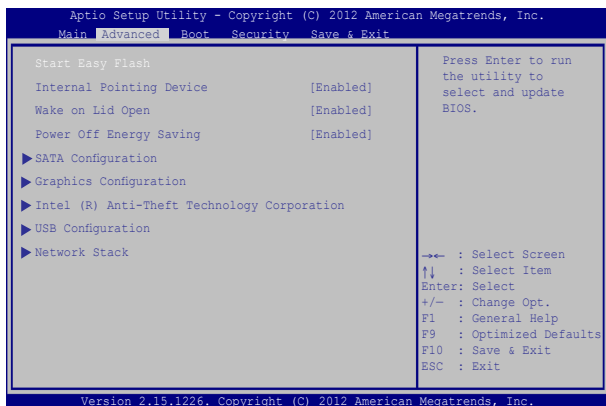 Aptio Setup Utility - Copyright (C) 2012 American Megatrends, Inc.
Main Advanced Boot Security Save & Exit
Start Easy Flash
Internal Pointing Device [Enabled]
Wake on Lid Open [Enabled]
Power Off Energy Saving [Enabled]
SATA Configuration
Graphics Configuration
Intel (R) Anti-Theft Technology Corporation
USB Configuration
Network Stack
Press Enter to run
the utility to
select and update
BIOS.
→← : Select Screen
↑↓ : Select Item
Enter: Select
+/— : Change Opt.
F1 : General Help
F9 : Optimized Defaults
F10 : Save & Exit
ESC : Exit
Version 2.15.1226. Copyright (C) 2012 American Megatrends, Inc.